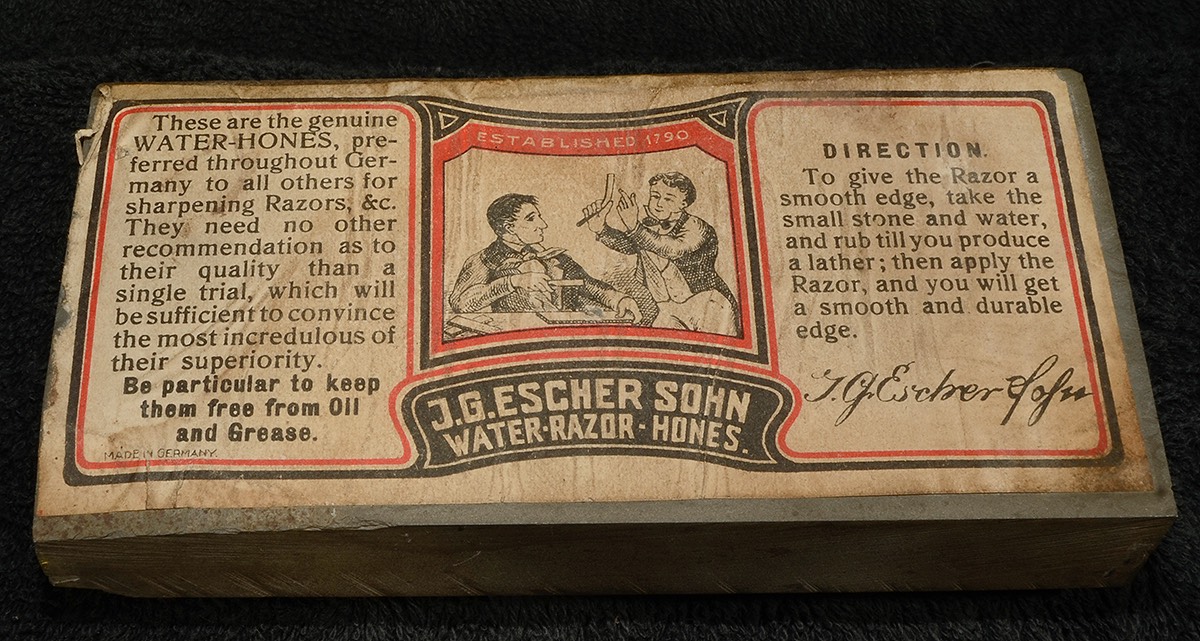 These are the genuine
WATER-HONES, pre-
ferred throughout Ger-
many to all others for
sharpening Razors, &c.
They need no other
recommendation as to
their quality than a
single trial, which will
be sufficient to convince
the most incredulous of
their superiority.
Be particular to keep
them free from Oil
and Grease.
MADE IN GERMANY.
ESTABLISHED 1790
J.G.ESCHER SOHN
WATER-RAZOR-HONES.
DIRECTION.
To give the Razor a
smooth edge, take the
small stone and water,
and rub till you produce
a lather; then apply the
Razor, and you will get
a smooth and durable
edge.
J.G.Escher Sohn